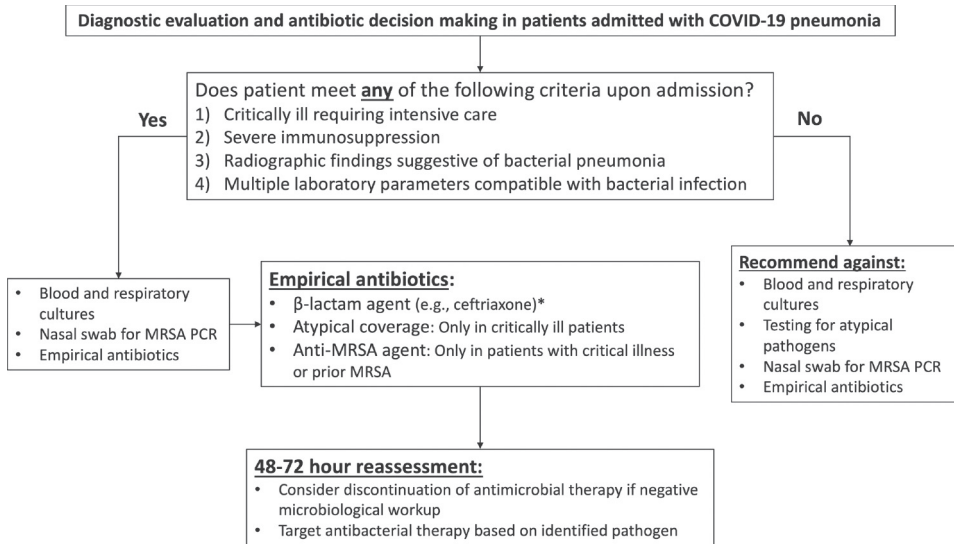 Diagnostic evaluation and antibiotic decision making in patients admitted with COVID-19 pneumonia
Does patient meet any of the following criteria upon admission?
1) Critically ill requiring intensive care
2) Severe immunosuppression
3) Radiographic findings suggestive of bacterial pneumonia
4) Multiple laboratory parameters compatible with bacterial infection
Yes
No
• Blood and respiratory
cultures
• Nasal swab for MRSA PCR
• Empirical antibiotics
Empirical antibiotics:
• β-lactam agent (e.g., ceftriaxone)*
• Atypical coverage: Only in critically ill patients
• Anti-MRSA agent: Only in patients with critical illness
or prior MRSA
Recommend against:
• Blood and respiratory
cultures
• Testing for atypical
pathogens
• Nasal swab for MRSA PCR
• Empirical antibiotics
48-72 hour reassessment:
• Consider discontinuation of antimicrobial therapy if negative
microbiological workup
• Target antibacterial therapy based on identified pathogen